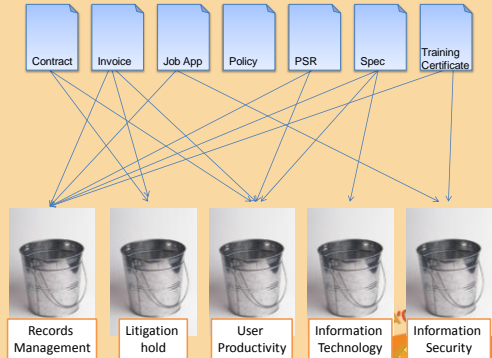 Contract
Invoice
Job App
Policy
PSR
Spec
Training
Certificate
Records
Management
Litigation
hold
User
Productivity
Information
Technology
Information
Security